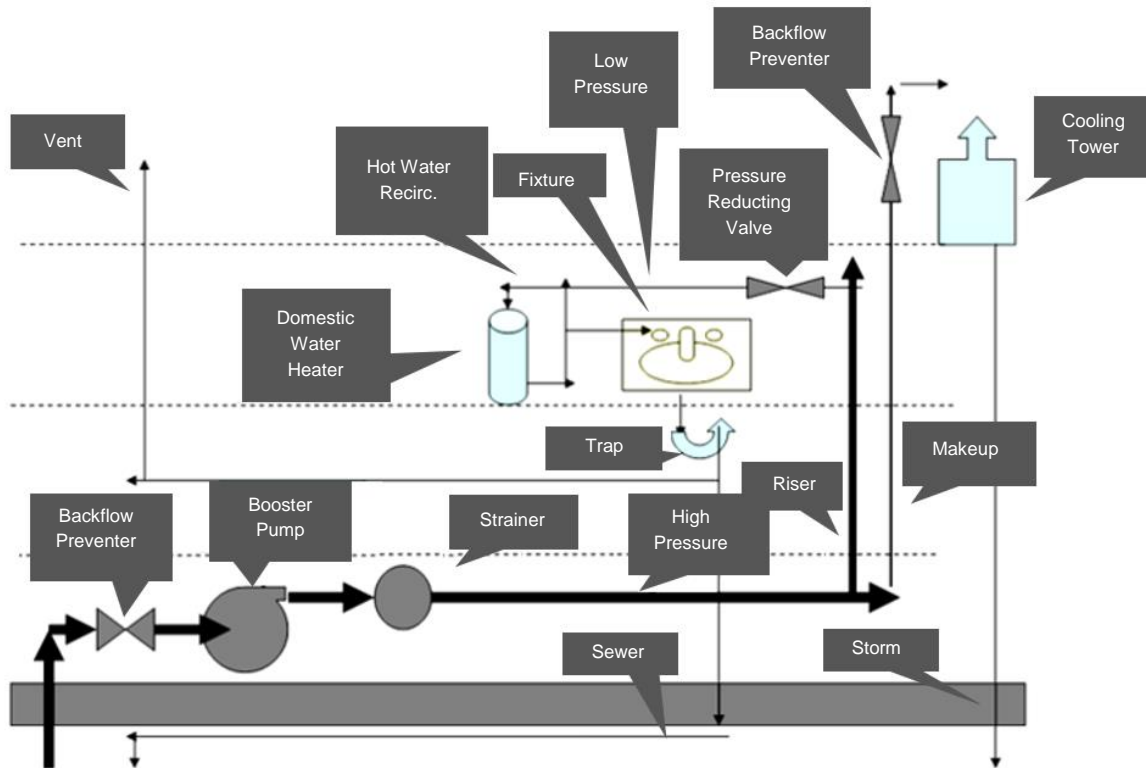 Backflow
Preventer
Low
Pressure
Cooling
Tower
Vent
Hot Water
Recirc.
Fixture
Pressure
Reducting
Valve
Domestic
Water
Heater
Trap
Makeup
Riser
Backflow
Preventer
Booster
Pump
Strainer
High
Pressure
Sewer
Storm